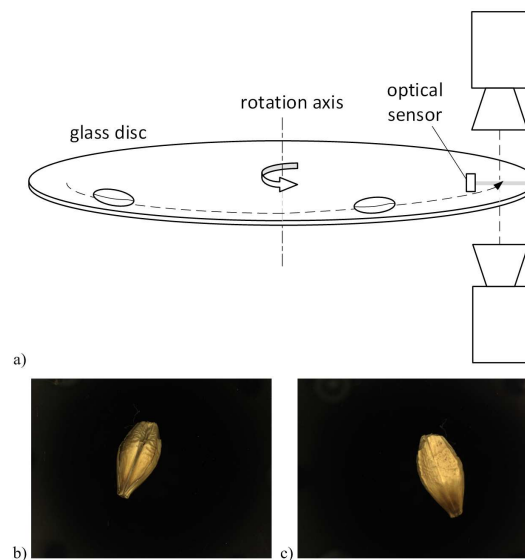 optical
sensor
rotation axis
glass disc
a)
b)
c)